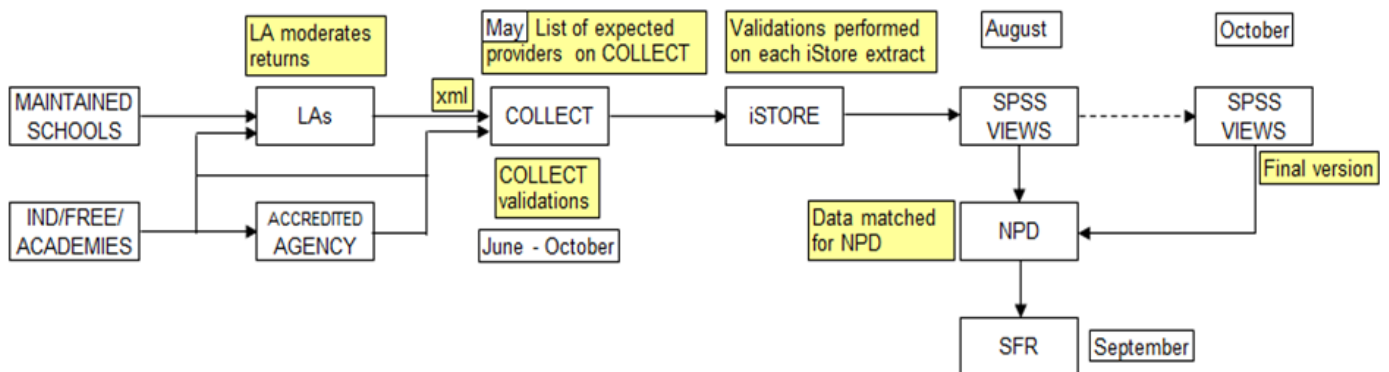 LA moderates
returns
May List of expected
providers on COLLECT
Validations performed
on each iStore extract
August
October
MAINTAINED
SCHOOLS
LAs
xml
COLLECT
iSTORE
SPSS
VIEWS
SPSS
VIEWS
Final version
COLLECT
validations
IND/FREE/
ACADEMIES
ACCREDITED
AGENCY
June - October
Data matched
for NPD
NPD
SFR
September